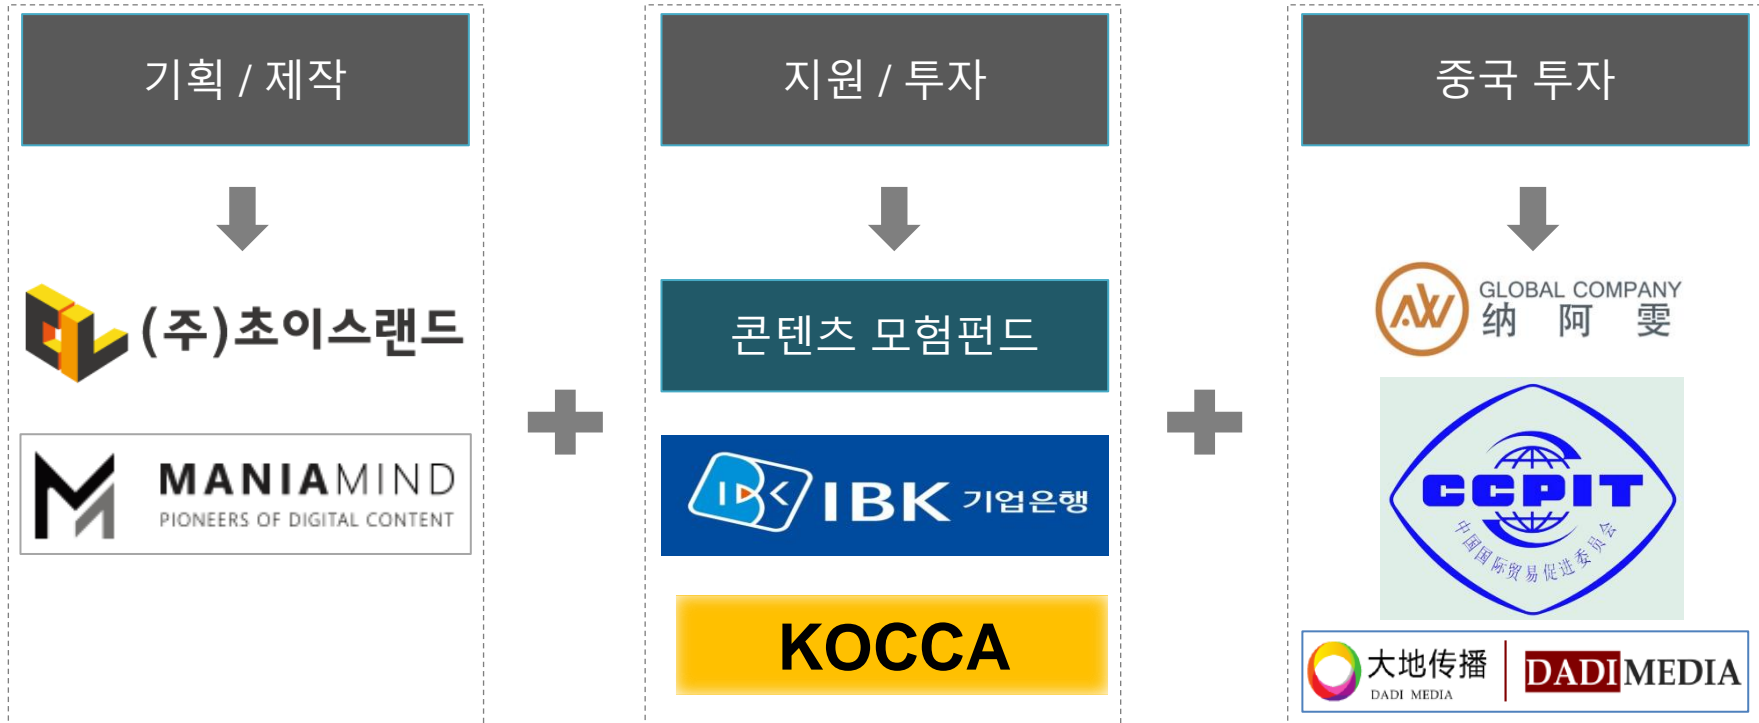 기획 / 제작
(주)초이스랜드
MANIAMIND
PIONEERS OF DIGITAL CONTENT
지원 / 투자
콘텐츠 모험펀드
IBK 기업은행
KOCCA
중국 투자
AW
GLOBAL COMPANY
纳阿雯
CCPIT
中国国际贸易促进委员会
大地传播
DADI MEDIA
DADI MEDIA